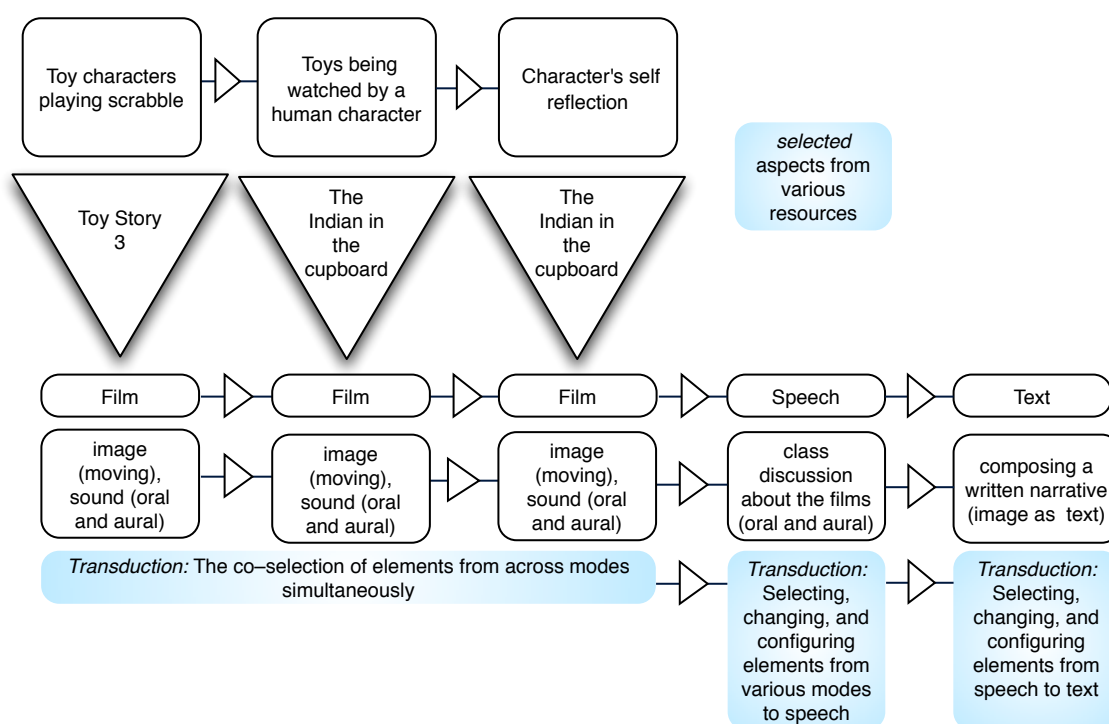 Toy characters
playing scrabble
Toys being
watched by a
human character
Character's self
reflection
selected
aspects from
various
resources
Toy Story
3
The
Indian in
the
cupboard
The
Indian in
the
cupboard
Film
Film
Film
Speech
Text
image
(moving),
sound (oral
and aural)
image
(moving),
sound (oral
and aural)
image
(moving),
sound (oral
and aural)
class
discussion
about the films
(oral and aural)
composing a
written narrative
(image as text)
Transduction: The co–selection of elements from across modes
simultaneously
Transduction:
Selecting,
changing, and
configuring
elements from
various modes
to speech
Transduction:
Selecting,
changing, and
configuring
elements from
speech to text